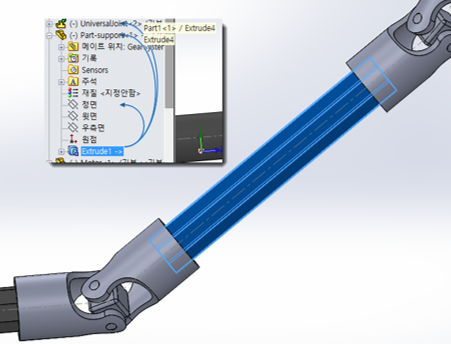 (-) UniversalJoint<2>
Part1<1> / Extrude4
(-) Part-support<1>
Extrude4
메이트 위치: Gear
기록
Sensors
주석
재질 <지정안함>
정면
윗면
우측면
원점
Extrude1 ->